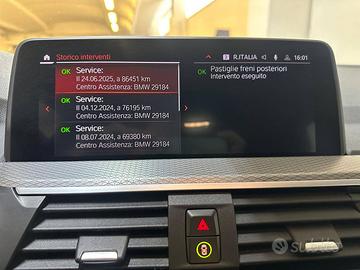 Storico interventi
R.ITALIA
16:01
OK Service:
Il 24.06.2025, a 86451 km
Centro Assistenza: BMW 29184
OK Service:
Il 04.12.2024, a 76195 km
Centro Assistenza: BMW 29184
OK Service:
Il 08.07.2024, a 69380 km
Centro Assistenza: BMW 29184
OK Pastiglie freni posteriori
Intervento eseguito
subito